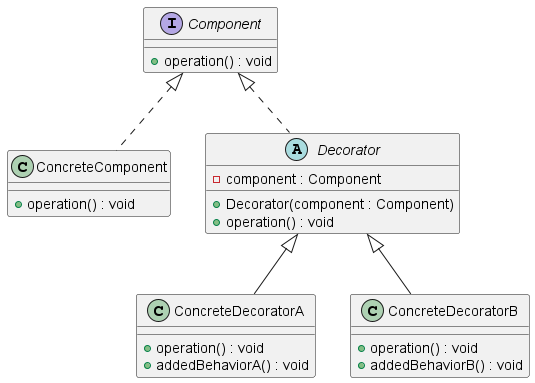 I Component
operation() : void
C ConcreteComponent
operation() : void
A Decorator
component : Component
Decorator(component : Component)
operation() : void
C ConcreteDecoratorA
operation() : void
addedBehaviorA() : void
C ConcreteDecoratorB
operation() : void
addedBehaviorB() : void